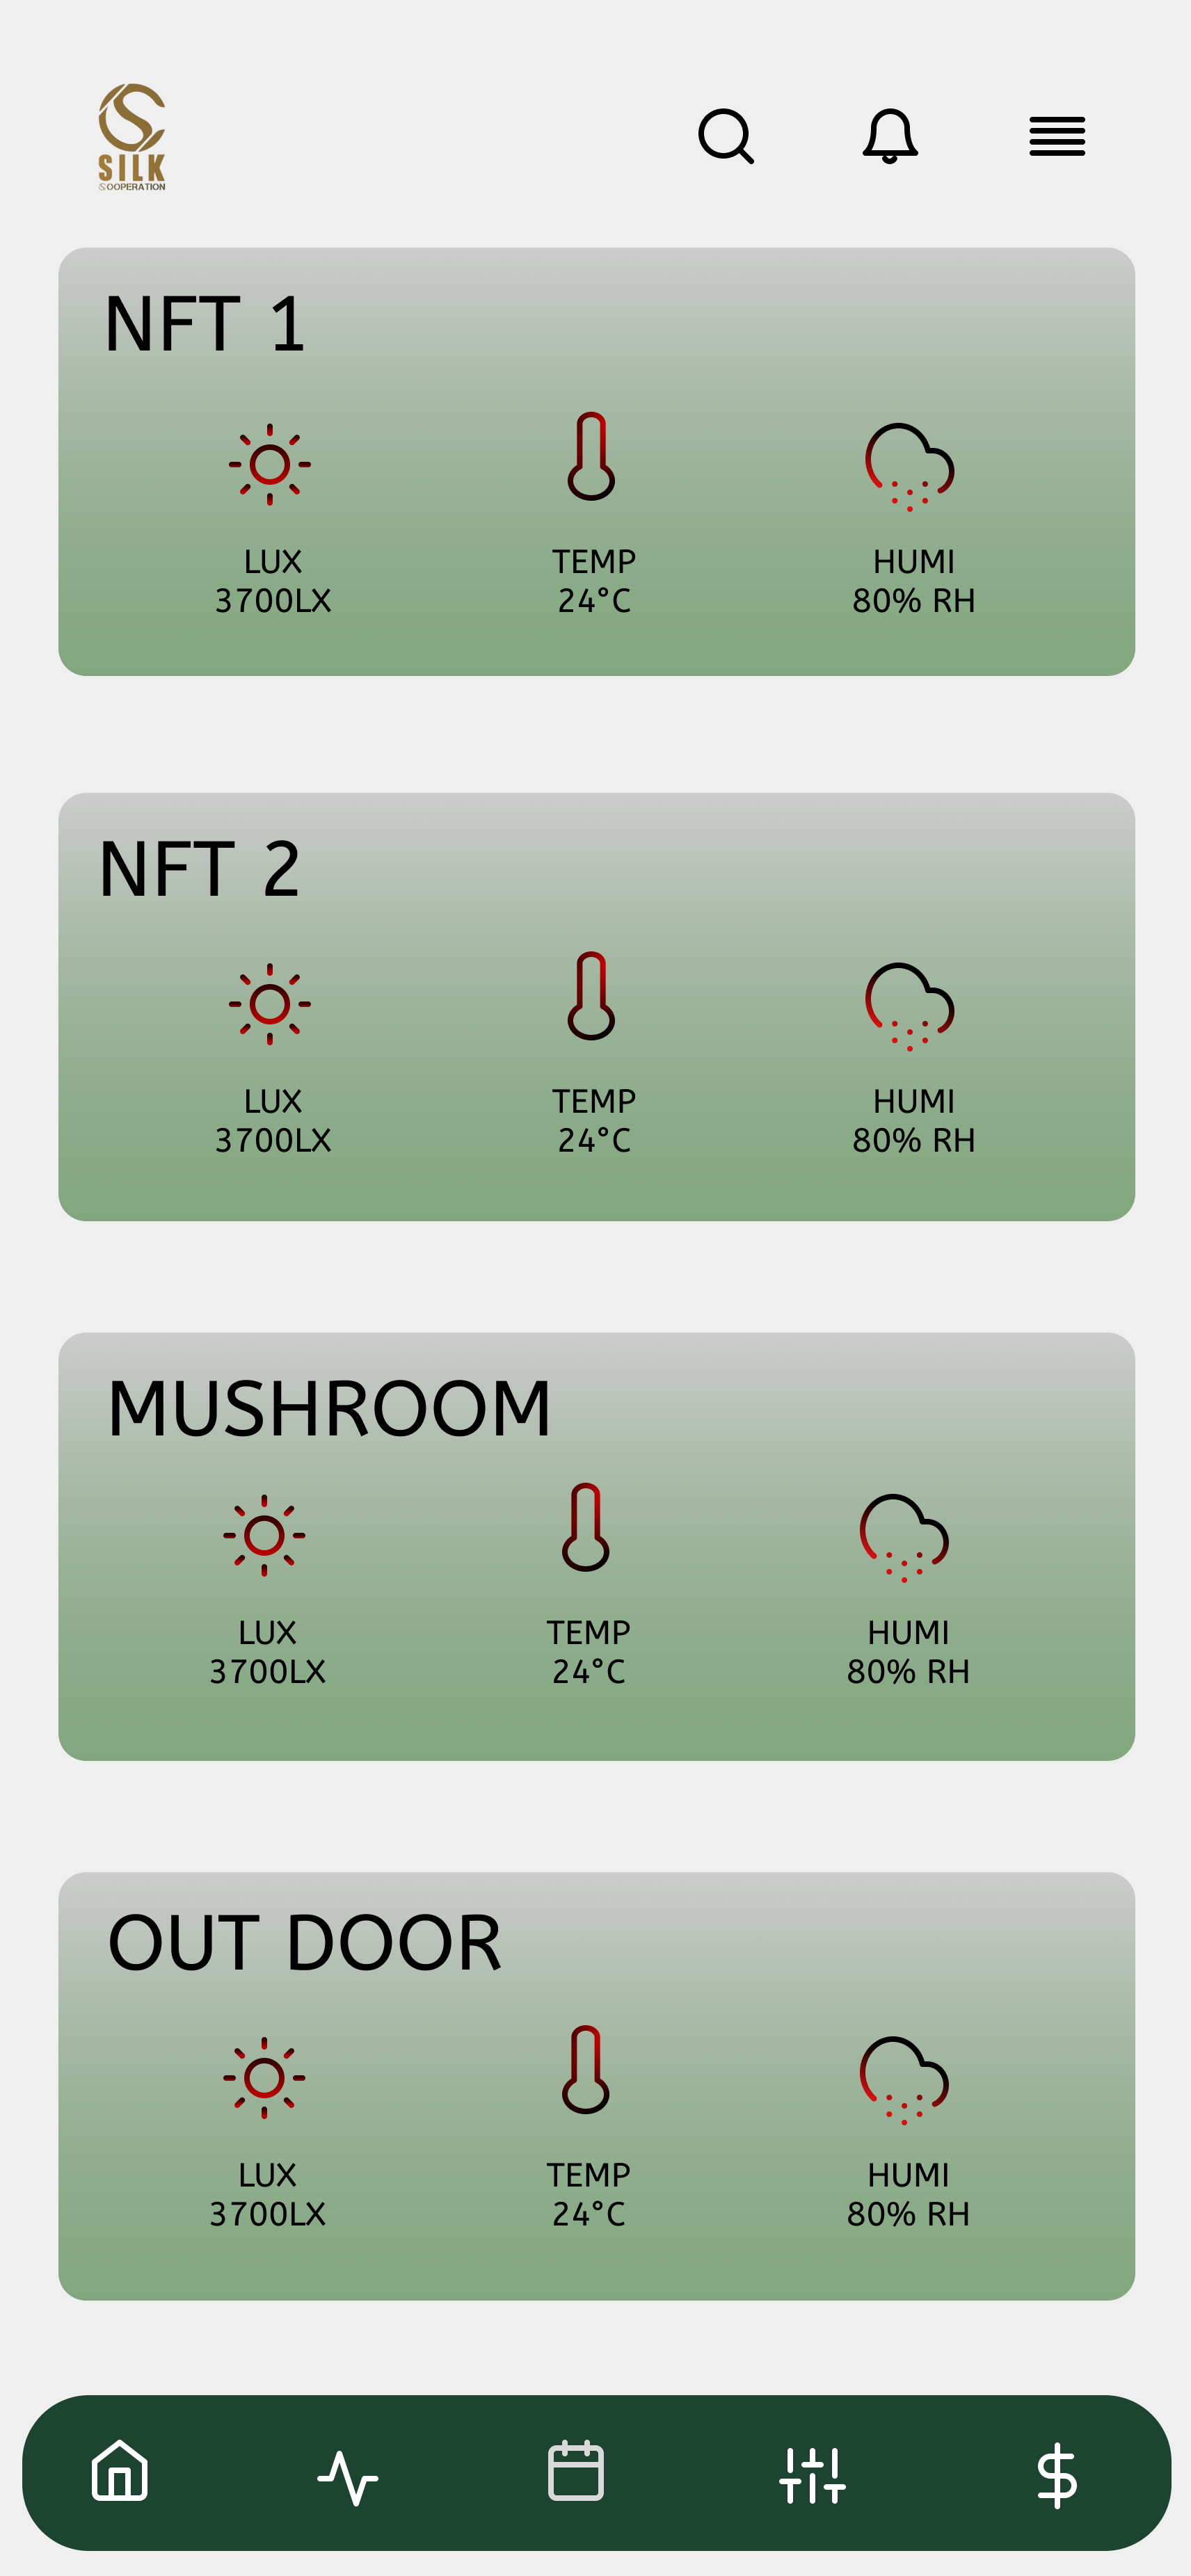 SILK
COOPERATION
NFT 1
LUX TEMP HUMI
3700LX 24°C 80% RH
NFT 2
LUX TEMP HUMI
3700LX 24°C 80% RH
MUSHROOM
LUX TEMP HUMI
3700LX 24°C 80% RH
OUT DOOR
LUX TEMP HUMI
3700LX 24°C 80% RH